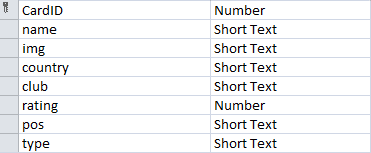 CardID Number
name Short Text
img Short Text
country Short Text
club Short Text
rating Number
pos Short Text
type Short Text